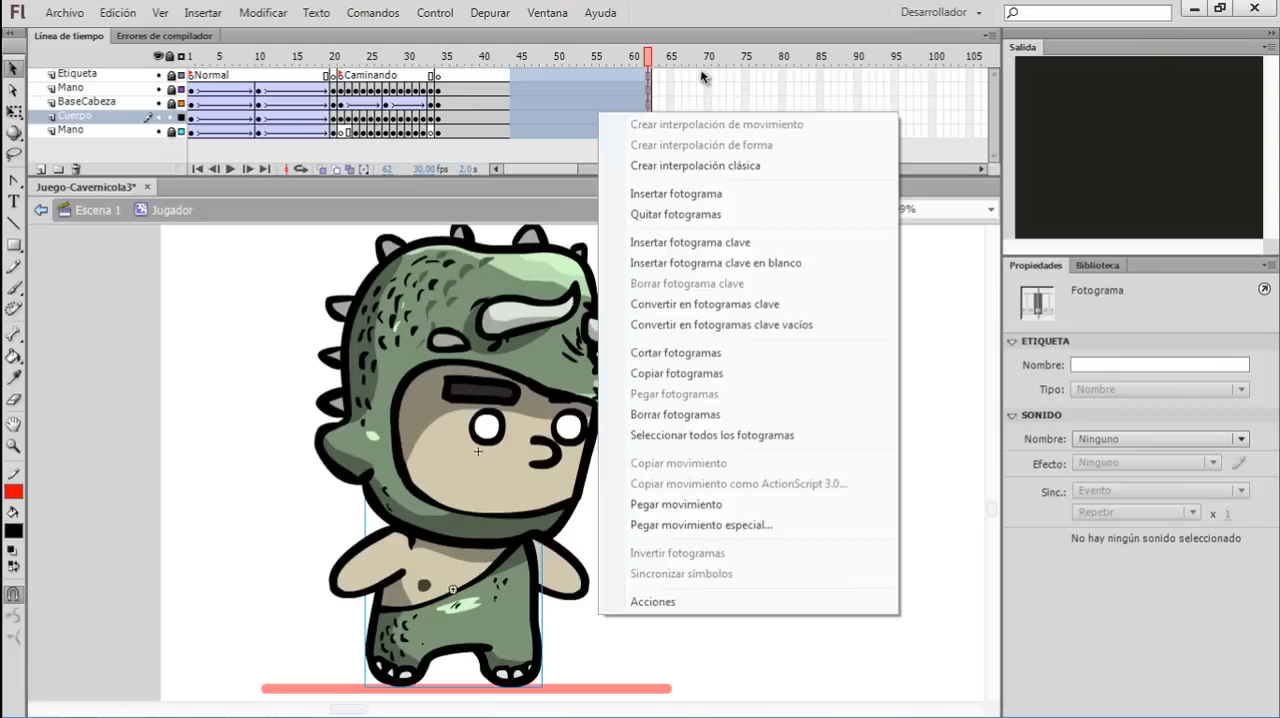 Fl Archivo Edición Ver Insertar Modificar Texto Comandos Control Depurar Ventana Ayuda Desarrollador
Línea de tiempo Errores de compilador
1 5 10 15 20 25 30 35 40 45 50 55 60 65 70 75 80 85 90 95 100 105
Etiqueta Normal Caminando
Mano
BaseCabeza
Cuerpo
Mano
62 30.00 fps 2.0 s
Juego-Cavernicola3*
Escena 1 Jugador 9%
Crear interpolación de movimiento
Crear interpolación de forma
Crear interpolación clásica
Insertar fotograma
Quitar fotogramas
Insertar fotograma clave
Insertar fotograma clave en blanco
Borrar fotograma clave
Convertir en fotogramas clave
Convertir en fotogramas clave vacíos
Cortar fotogramas
Copiar fotogramas
Pegar fotogramas
Borrar fotogramas
Seleccionar todos los fotogramas
Copiar movimiento
Copiar movimiento como ActionScript 3.0...
Pegar movimiento
Pegar movimiento especial...
Invertir fotogramas
Sincronizar símbolos
Acciones
Salida
Propiedades Biblioteca
Fotograma
ETIQUETA
Nombre:
Tipo: Nombre
SONIDO
Nombre: Ninguno
Efecto: Ninguno
Sinc.: Evento
Repetir x 1
No hay ningún sonido seleccionado